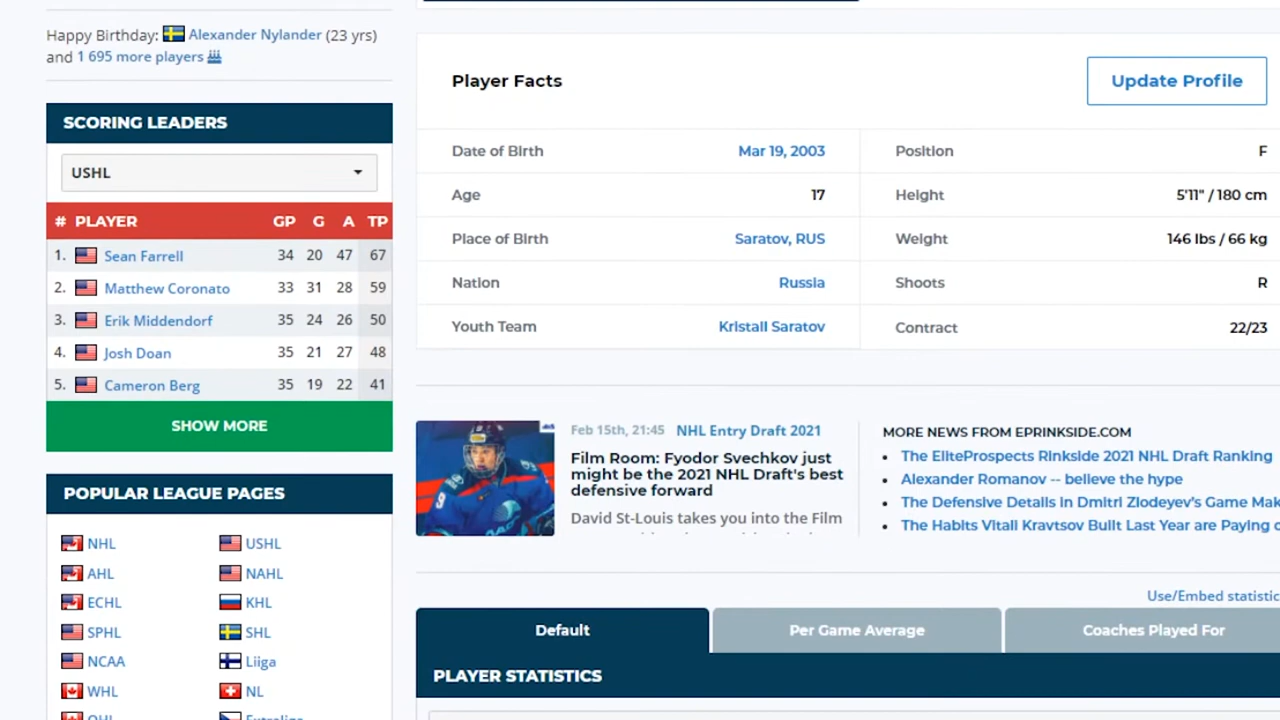 Happy Birthday: Alexander Nylander (23 yrs)
and 1 695 more players
SCORING LEADERS
USHL
# PLAYER GP G A TP
1. Sean Farrell 34 20 47 67
2. Matthew Coronato 33 31 28 59
3. Erik Middendorf 35 24 26 50
4. Josh Doan 35 21 27 48
5. Cameron Berg 35 19 22 41
SHOW MORE
POPULAR LEAGUE PAGES
NHL USHL
AHL NAHL
ECHL KHL
SPHL SHL
NCAA Liiga
WHL NL
Player Facts
Update Profile
Date of Birth Mar 19, 2003
Age 17
Place of Birth Saratov, RUS
Nation Russia
Youth Team Kristall Saratov
Position F
Height 5'11" / 180 cm
Weight 146 lbs / 66 kg
Shoots R
Contract 22/23
Feb 15th, 21:45 NHL Entry Draft 2021
Film Room: Fyodor Svechkov just
might be the 2021 NHL Draft's best
defensive forward
David St-Louis takes you into the Film
MORE NEWS FROM EPRINKSIDE.COM
• The EliteProspects Rinkside 2021 NHL Draft Ranking
• Alexander Romanov -- believe the hype
• The Defensive Details in Dmitri Zlodeyev's Game Mak
• The Habits Vitali Kravtsov Built Last Year are Paying
Use/Embed statistic
Default
Per Game Average
Coaches Played For
PLAYER STATISTICS